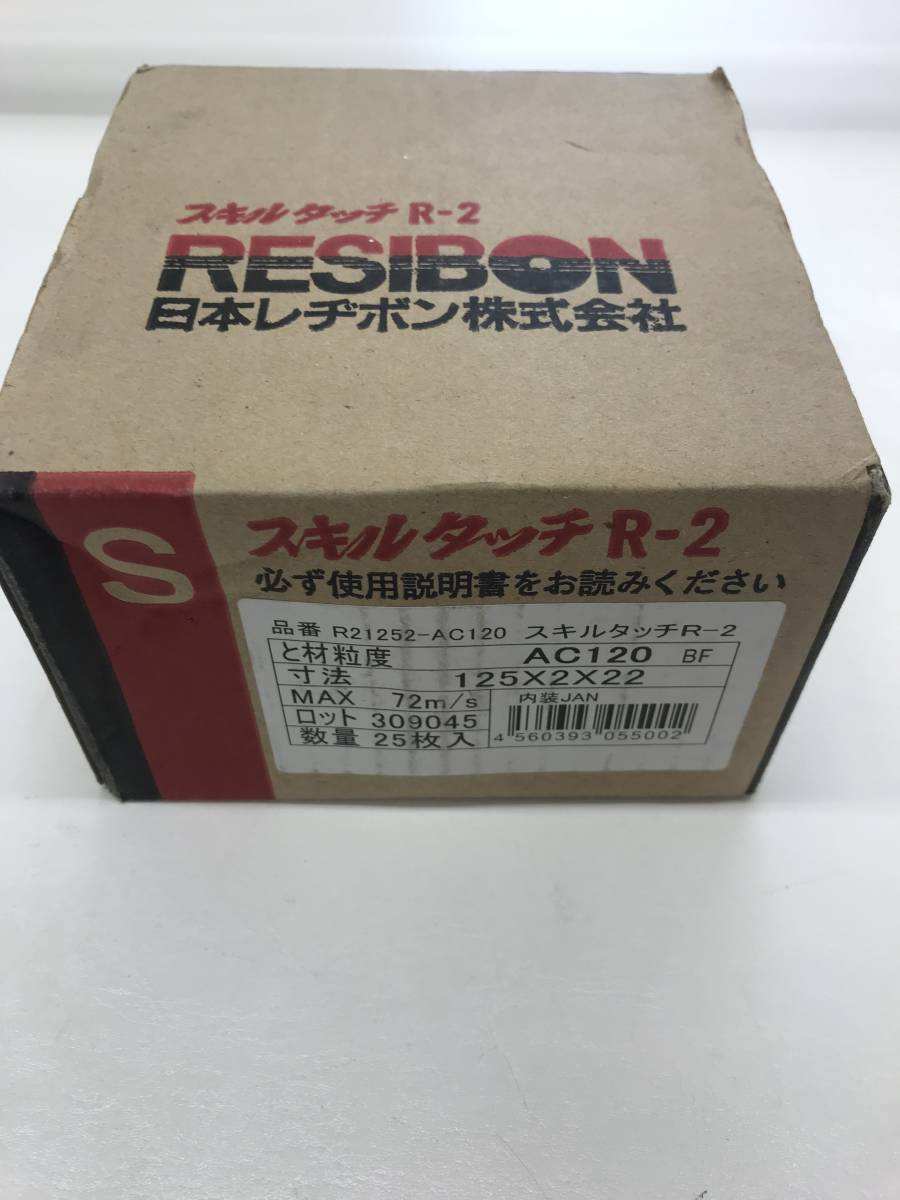 スキルタッチ R-2
RESIBON
日本レヂボン株式会社
S
スキルタッチ R-2
必ず使用説明書をお読みください
品番 R21252-AC120 スキルタッチR-2
と材粒度 AC120 BF
寸法 125X2X22
MAX 72m/s
ロット 309045
数量 25枚入
内装JAN
4 560393 055002